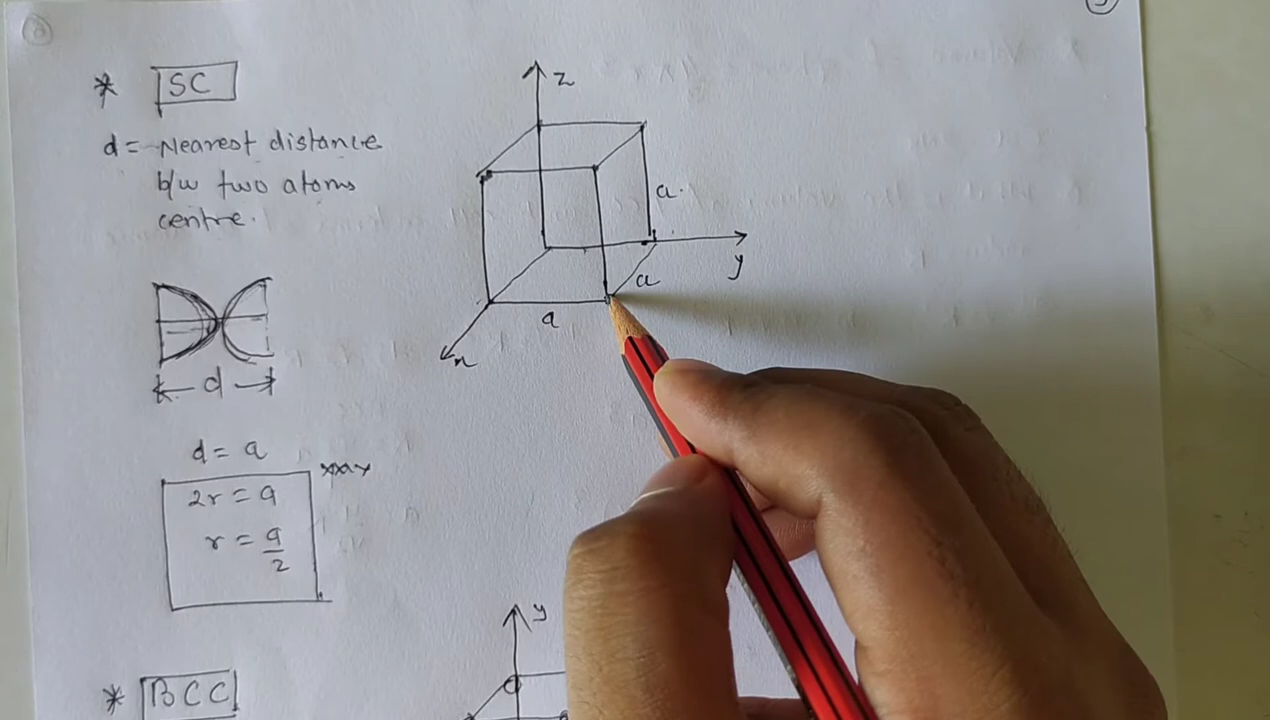 * SC
d = Nearest distance
b/w two atoms
centre.
z
a.
y
a
a
x
d
d = a
2r = a
r = a/2
* BCC
y